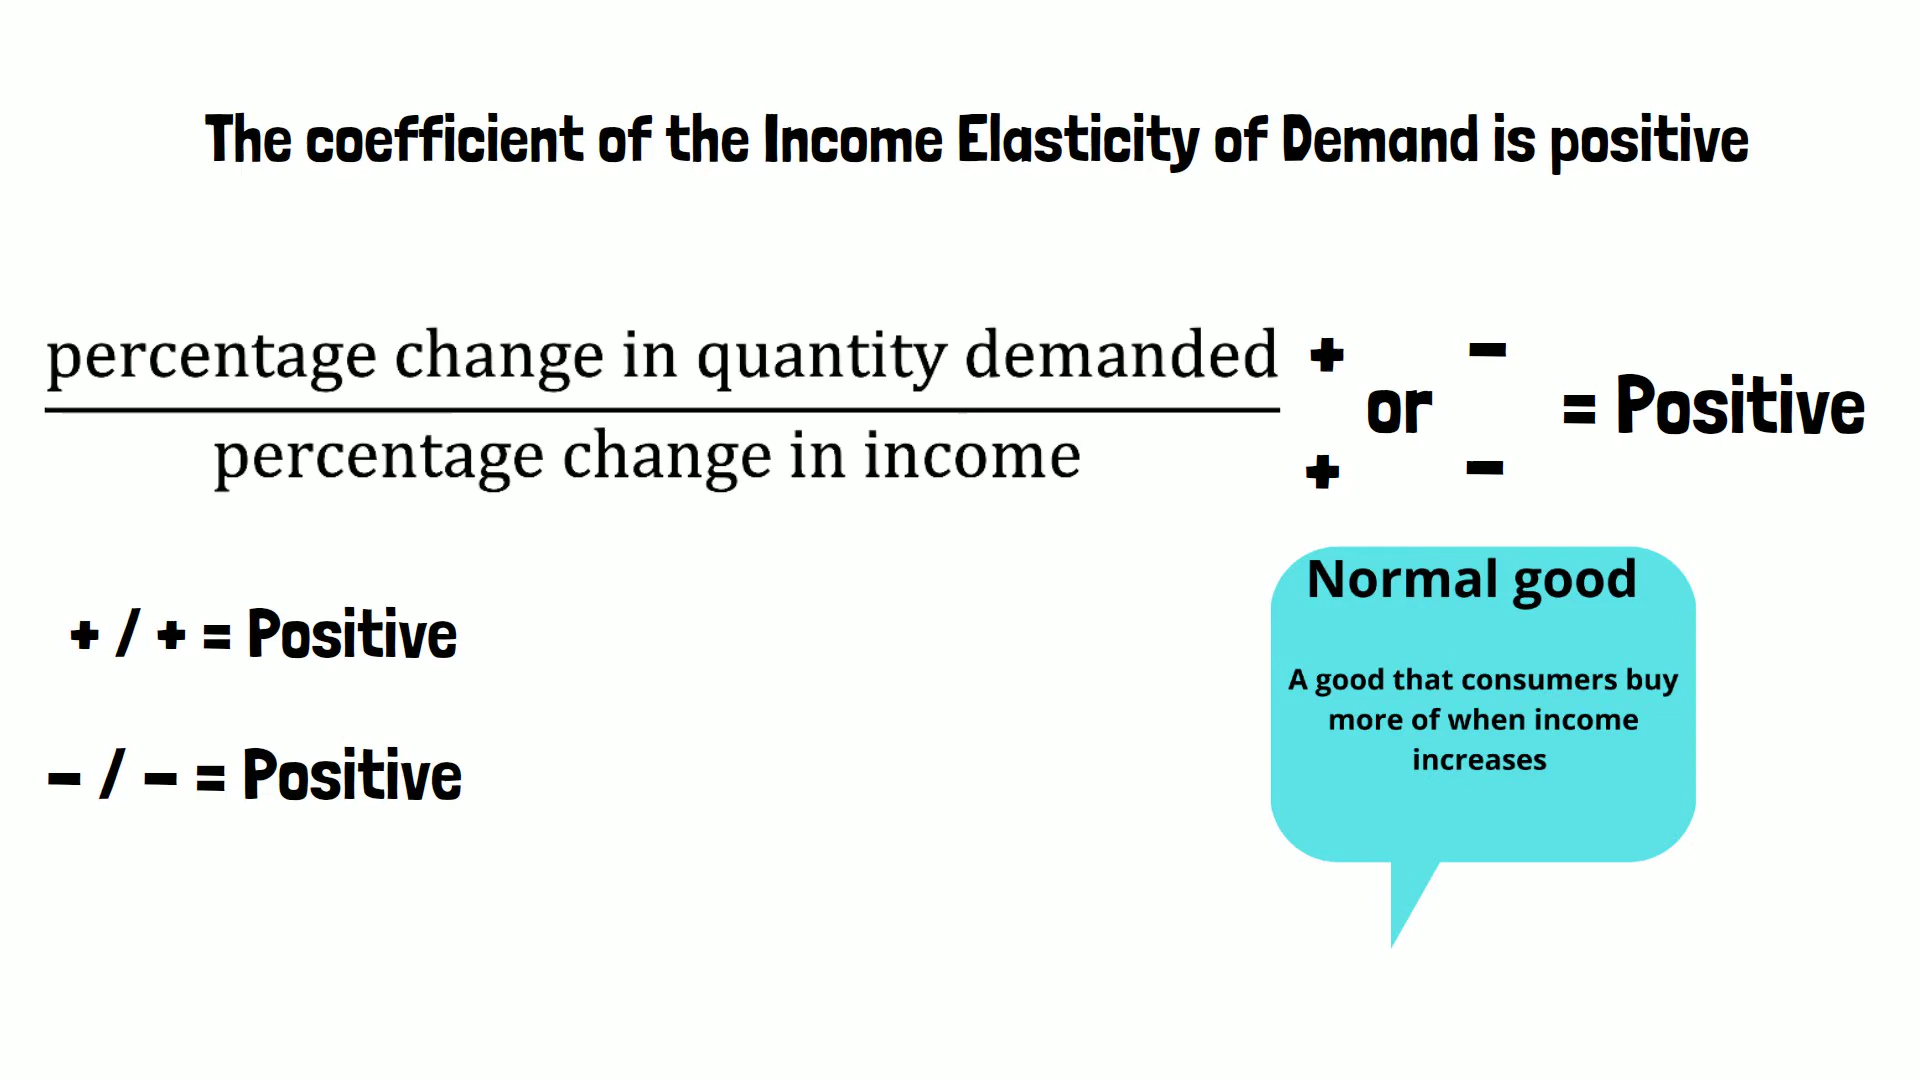 The coefficient of the Income Elasticity of Demand is positive
percentage change in quantity demanded
percentage change in income
+ or - = Positive
+ -
+ / + = Positive
- / - = Positive
Normal good
A good that consumers buy
more of when income
increases